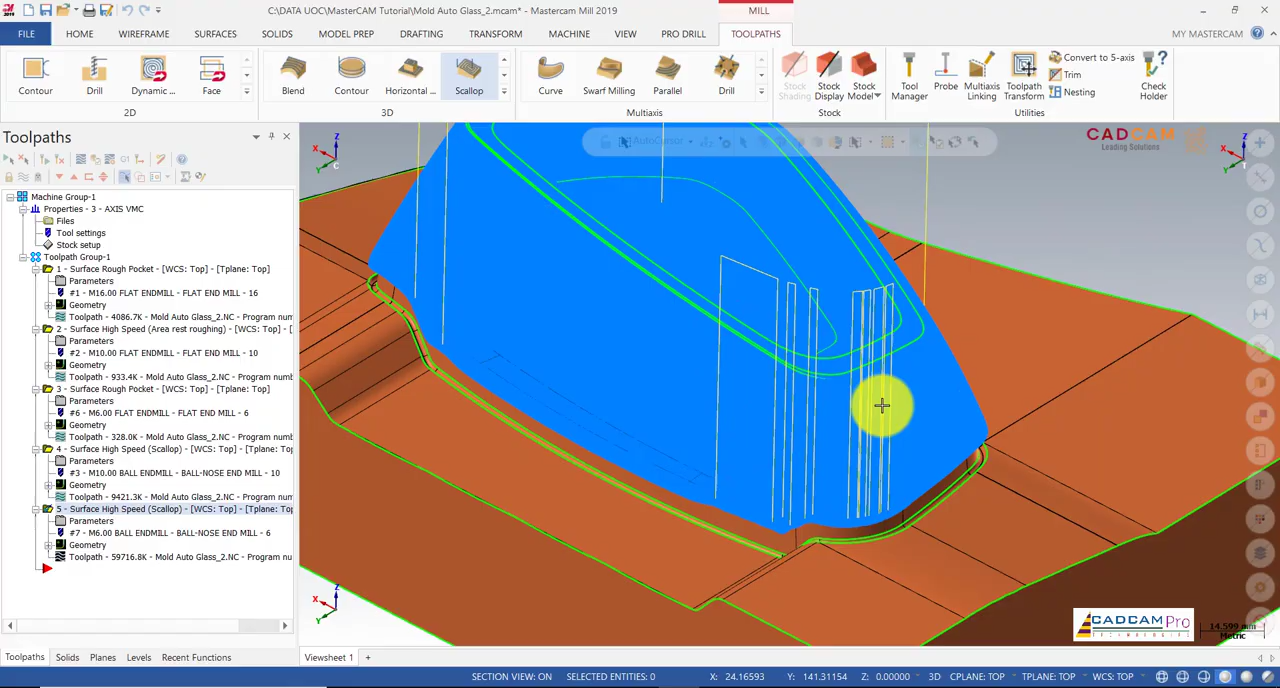 C:\DATA UOC\MasterCAM Tutorial\Mold Auto Glass_2.mcam* - Mastercam Mill 2019
MILL
FILE HOME WIREFRAME SURFACES SOLIDS MODEL PREP DRAFTING TRANSFORM MACHINE VIEW PRO DRILL TOOLPATHS MY MASTERCAM
Contour Drill Dynamic ... Face
2D
Blend Contour Horizontal ... Scallop
3D
Curve Swarf Milling Parallel Drill
Multiaxis
Stock Shading Stock Display Stock Model
Stock
Tool Manager Probe Multiaxis Linking Toolpath Transform Convert to 5-axis Trim Nesting Check Holder
Utilities
Toolpaths
AutoCursor
CADCAM
Leading Solutions
Machine Group-1
Properties - 3 - AXIS VMC
Files
Tool settings
Stock setup
Toolpath Group-1
1 - Surface Rough Pocket - [WCS: Top] - [Tplane: Top]
Parameters
#1 - M16.00 FLAT ENDMILL - FLAT END MILL - 16
Geometry
Toolpath - 4086.7K - Mold Auto Glass_2.NC - Program numb
2 - Surface High Speed (Area rest roughing) - [WCS: Top] - [
Parameters
#2 - M10.00 FLAT ENDMILL - FLAT END MILL - 10
Geometry
Toolpath - 933.4K - Mold Auto Glass_2.NC - Program numb
3 - Surface Rough Pocket - [WCS: Top] - [Tplane: Top]
Parameters
#6 - M6.00 FLAT ENDMILL - FLAT END MILL - 6
Geometry
Toolpath - 328.0K - Mold Auto Glass_2.NC - Program numb
4 - Surface High Speed (Scallop) - [WCS: Top] - [Tplane: Top
Parameters
#3 - M10.00 BALL ENDMILL - BALL-NOSE END MILL - 10
Geometry
Toolpath - 9421.3K - Mold Auto Glass_2.NC - Program numb
5 - Surface High Speed (Scallop) - [WCS: Top] - [Tplane: Top
Parameters
#7 - M6.00 BALL ENDMILL - BALL-NOSE END MILL - 6
Geometry
Toolpath - 59716.8K - Mold Auto Glass_2.NC - Program nu
Z
X
Y
C
Z
X
Y
Z
X
Y
CADCAMPro
TECHNOLOGIES
14.599 mm
Metric
Toolpaths Solids Planes Levels Recent Functions
Viewsheet 1 +
SECTION VIEW: ON SELECTED ENTITIES: 0 X: 24.16593 Y: 141.31154 Z: 0.00000 3D CPLANE: TOP TPLANE: TOP WCS: TOP